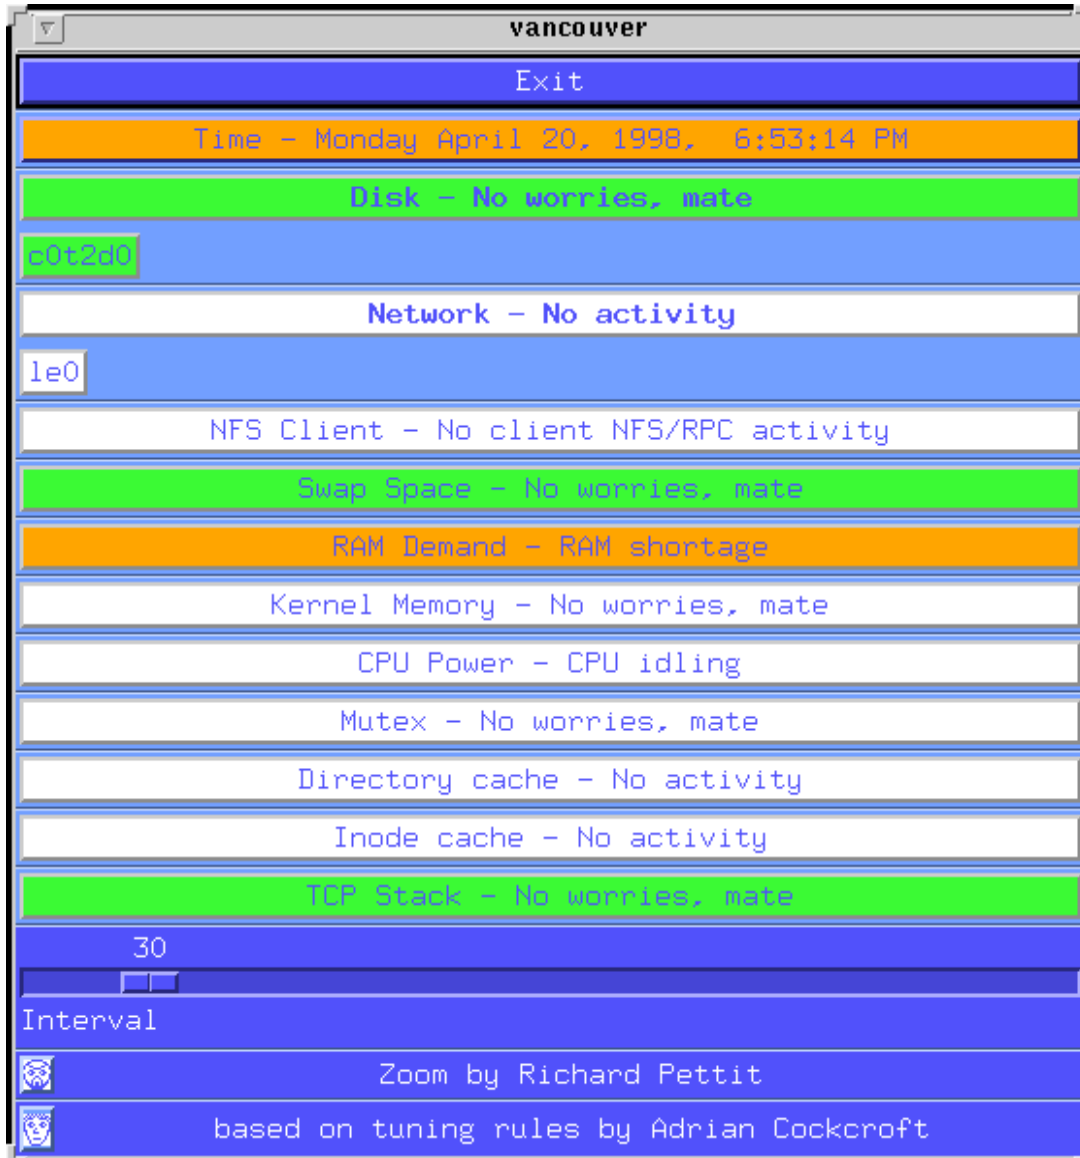 vancouver
Exit
Time – Monday April 20, 1998,  6:53:14 PM
Disk – No worries, mate
c0t2d0
Network – No activity
le0
NFS Client – No client NFS/RPC activity
Swap Space – No worries, mate
RAM Demand – RAM shortage
Kernel Memory – No worries, mate
CPU Power – CPU idling
Mutex – No worries, mate
Directory cache – No activity
Inode cache – No activity
TCP Stack – No worries, mate
30
Interval
Zoom by Richard Pettit
based on tuning rules by Adrian Cockcroft